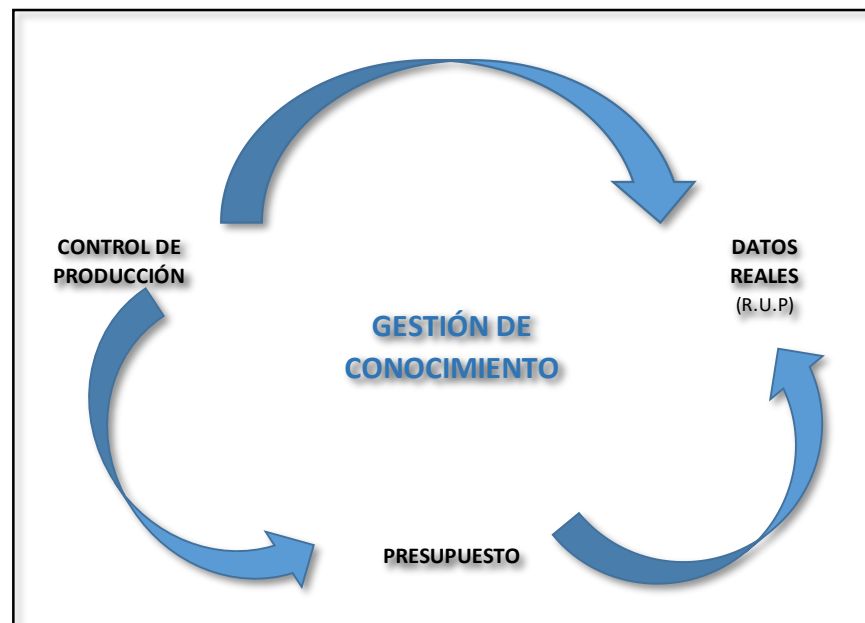 CONTROL DE
PRODUCCIÓN
DATOS
REALES
(R.U.P)
GESTIÓN DE
CONOCIMIENTO
PRESUPUESTO